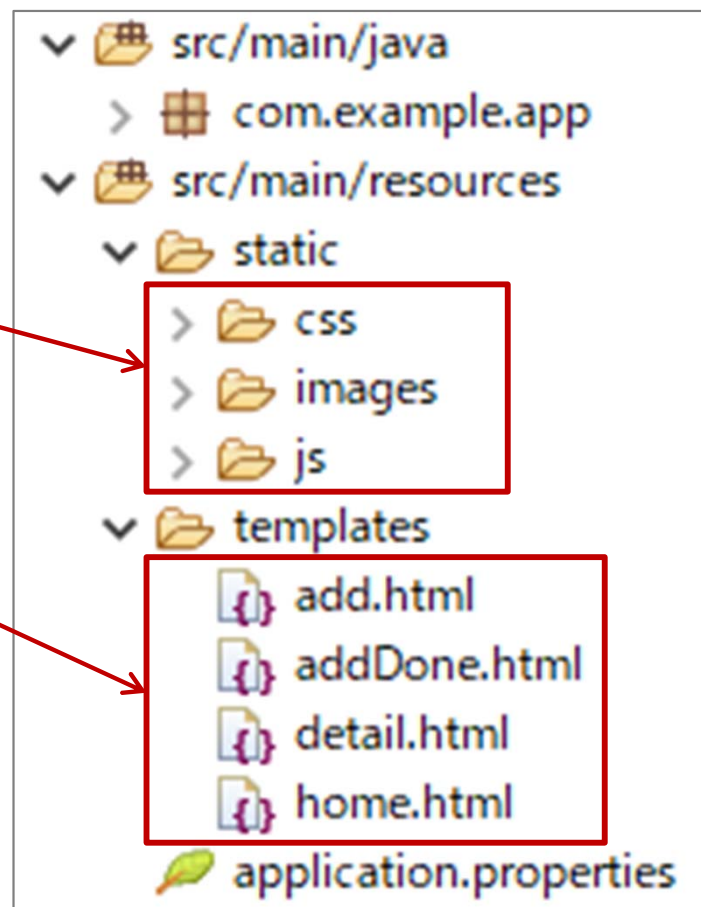 src/main/java
com.example.app
src/main/resources
static
css
images
js
templates
add.html
addDone.html
detail.html
home.html
application.properties